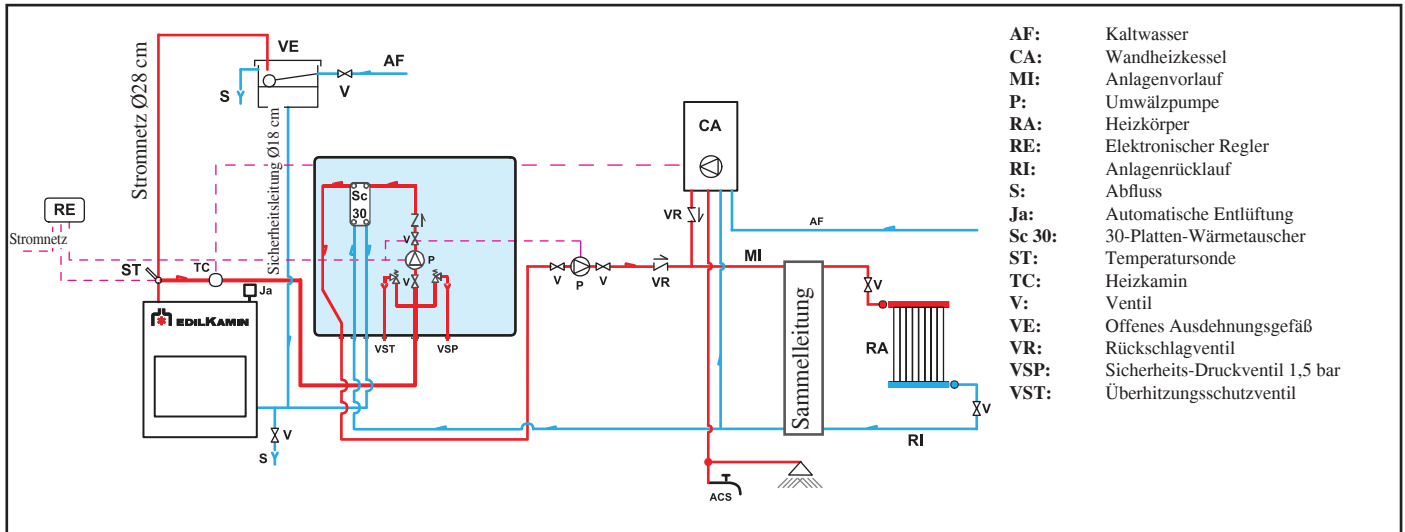 VE
AF
S
V
Stromnetz Ø28 cm
Sicherheitsleitung Ø18 cm
RE
Stromnetz
ST
TC
Ja
EDILKAMIN
V
S
Sc
30
V
P
V
VST
VSP
CA
VR
AF
V
P
V
VR
MI
Sammelleitung
V
RA
V
RI
ACS
AF: Kaltwasser
CA: Wandheizkessel
MI: Anlagenvorlauf
P: Umwälzpumpe
RA: Heizkörper
RE: Elektronischer Regler
RI: Anlagenrücklauf
S: Abfluss
Ja: Automatische Entlüftung
Sc 30: 30-Platten-Wärmetauscher
ST: Temperatursonde
TC: Heizkamin
V: Ventil
VE: Offenes Ausdehnungsgefäß
VR: Rückschlagventil
VSP: Sicherheits-Druckventil 1,5 bar
VST: Überhitzungsschutzventil